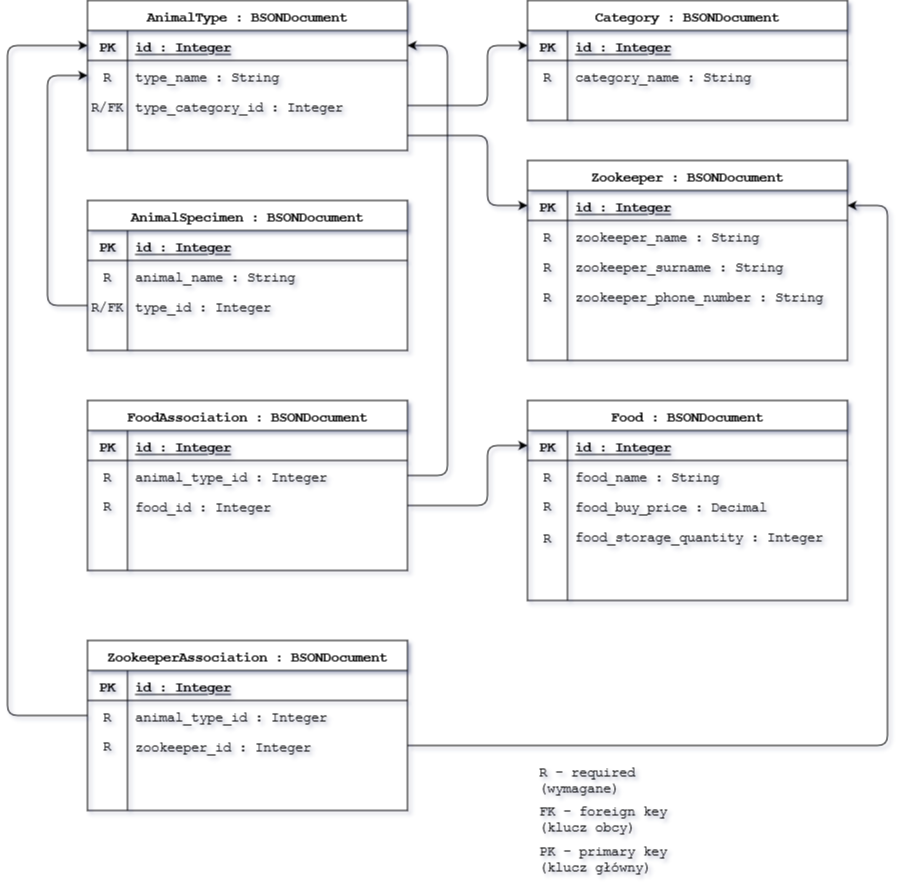 AnimalType : BSONDocument
PK id : Integer
R type_name : String
R/FK type_category_id : Integer
Category : BSONDocument
PK id : Integer
R category_name : String
Zookeeper : BSONDocument
PK id : Integer
R zookeeper_name : String
R zookeeper_surname : String
R zookeeper_phone_number : String
AnimalSpecimen : BSONDocument
PK id : Integer
R animal_name : String
R/FK type_id : Integer
FoodAssociation : BSONDocument
PK id : Integer
R animal_type_id : Integer
R food_id : Integer
Food : BSONDocument
PK id : Integer
R food_name : String
R food_buy_price : Decimal
R food_storage_quantity : Integer
ZookeeperAssociation : BSONDocument
PK id : Integer
R animal_type_id : Integer
R zookeeper_id : Integer
R - required
(wymagane)
FK - foreign key
(klucz obcy)
PK - primary key
(klucz główny)